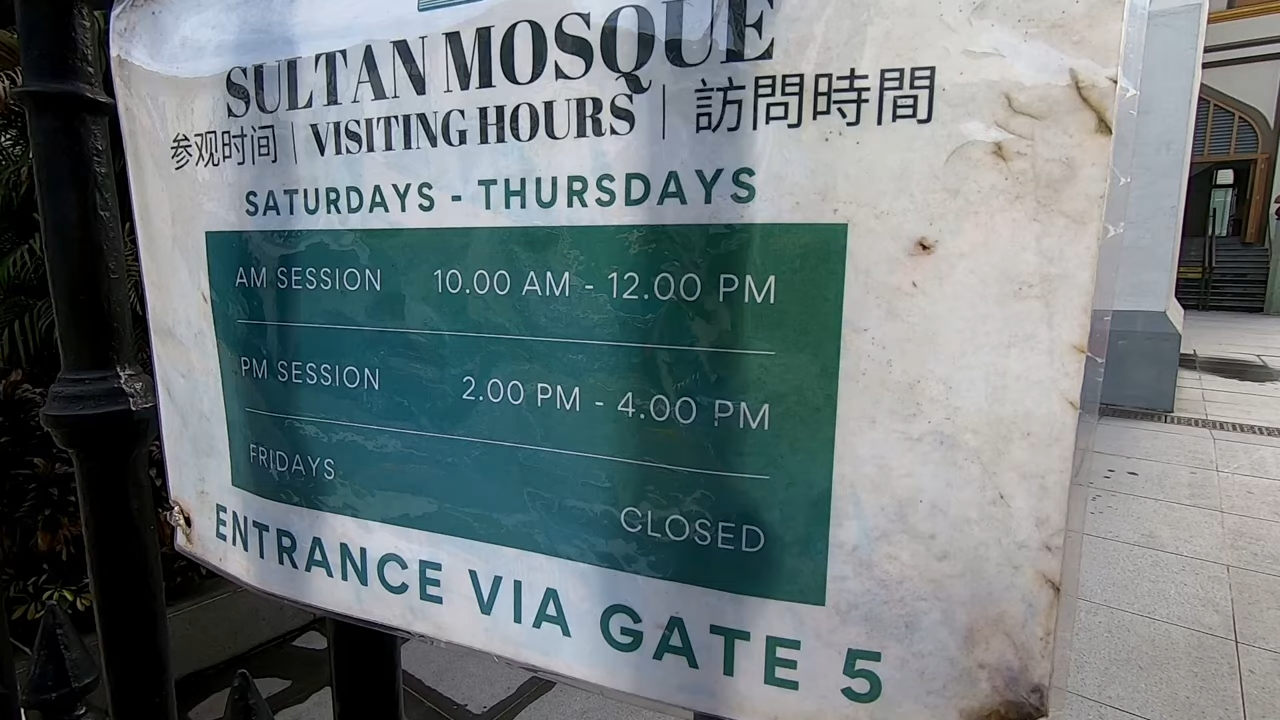 SULTAN MOSQUE
参观时间 | VISITING HOURS | 訪問時間
SATURDAYS - THURSDAYS
AM SESSION 10.00 AM - 12.00 PM
PM SESSION 2.00 PM - 4.00 PM
FRIDAYS CLOSED
ENTRANCE VIA GATE 5